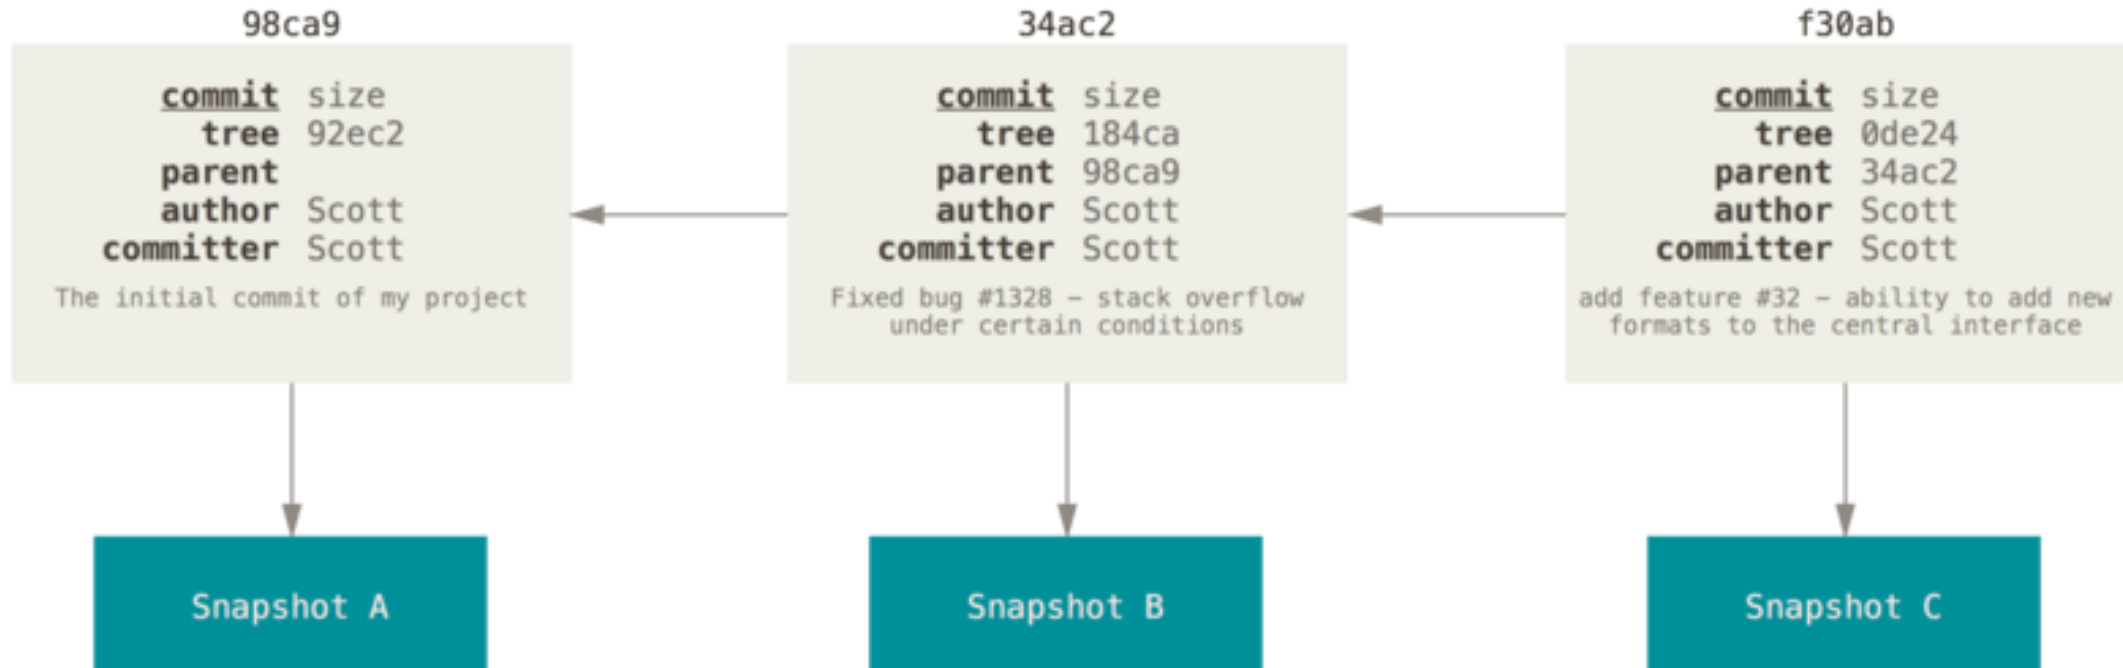 98ca9
commit size
tree 92ec2
parent
author Scott
committer Scott
The initial commit of my project
Snapshot A
34ac2
commit size
tree 184ca
parent 98ca9
author Scott
committer Scott
Fixed bug #1328 – stack overflow
under certain conditions
Snapshot B
f30ab
commit size
tree 0de24
parent 34ac2
author Scott
committer Scott
add feature #32 – ability to add new
formats to the central interface
Snapshot C